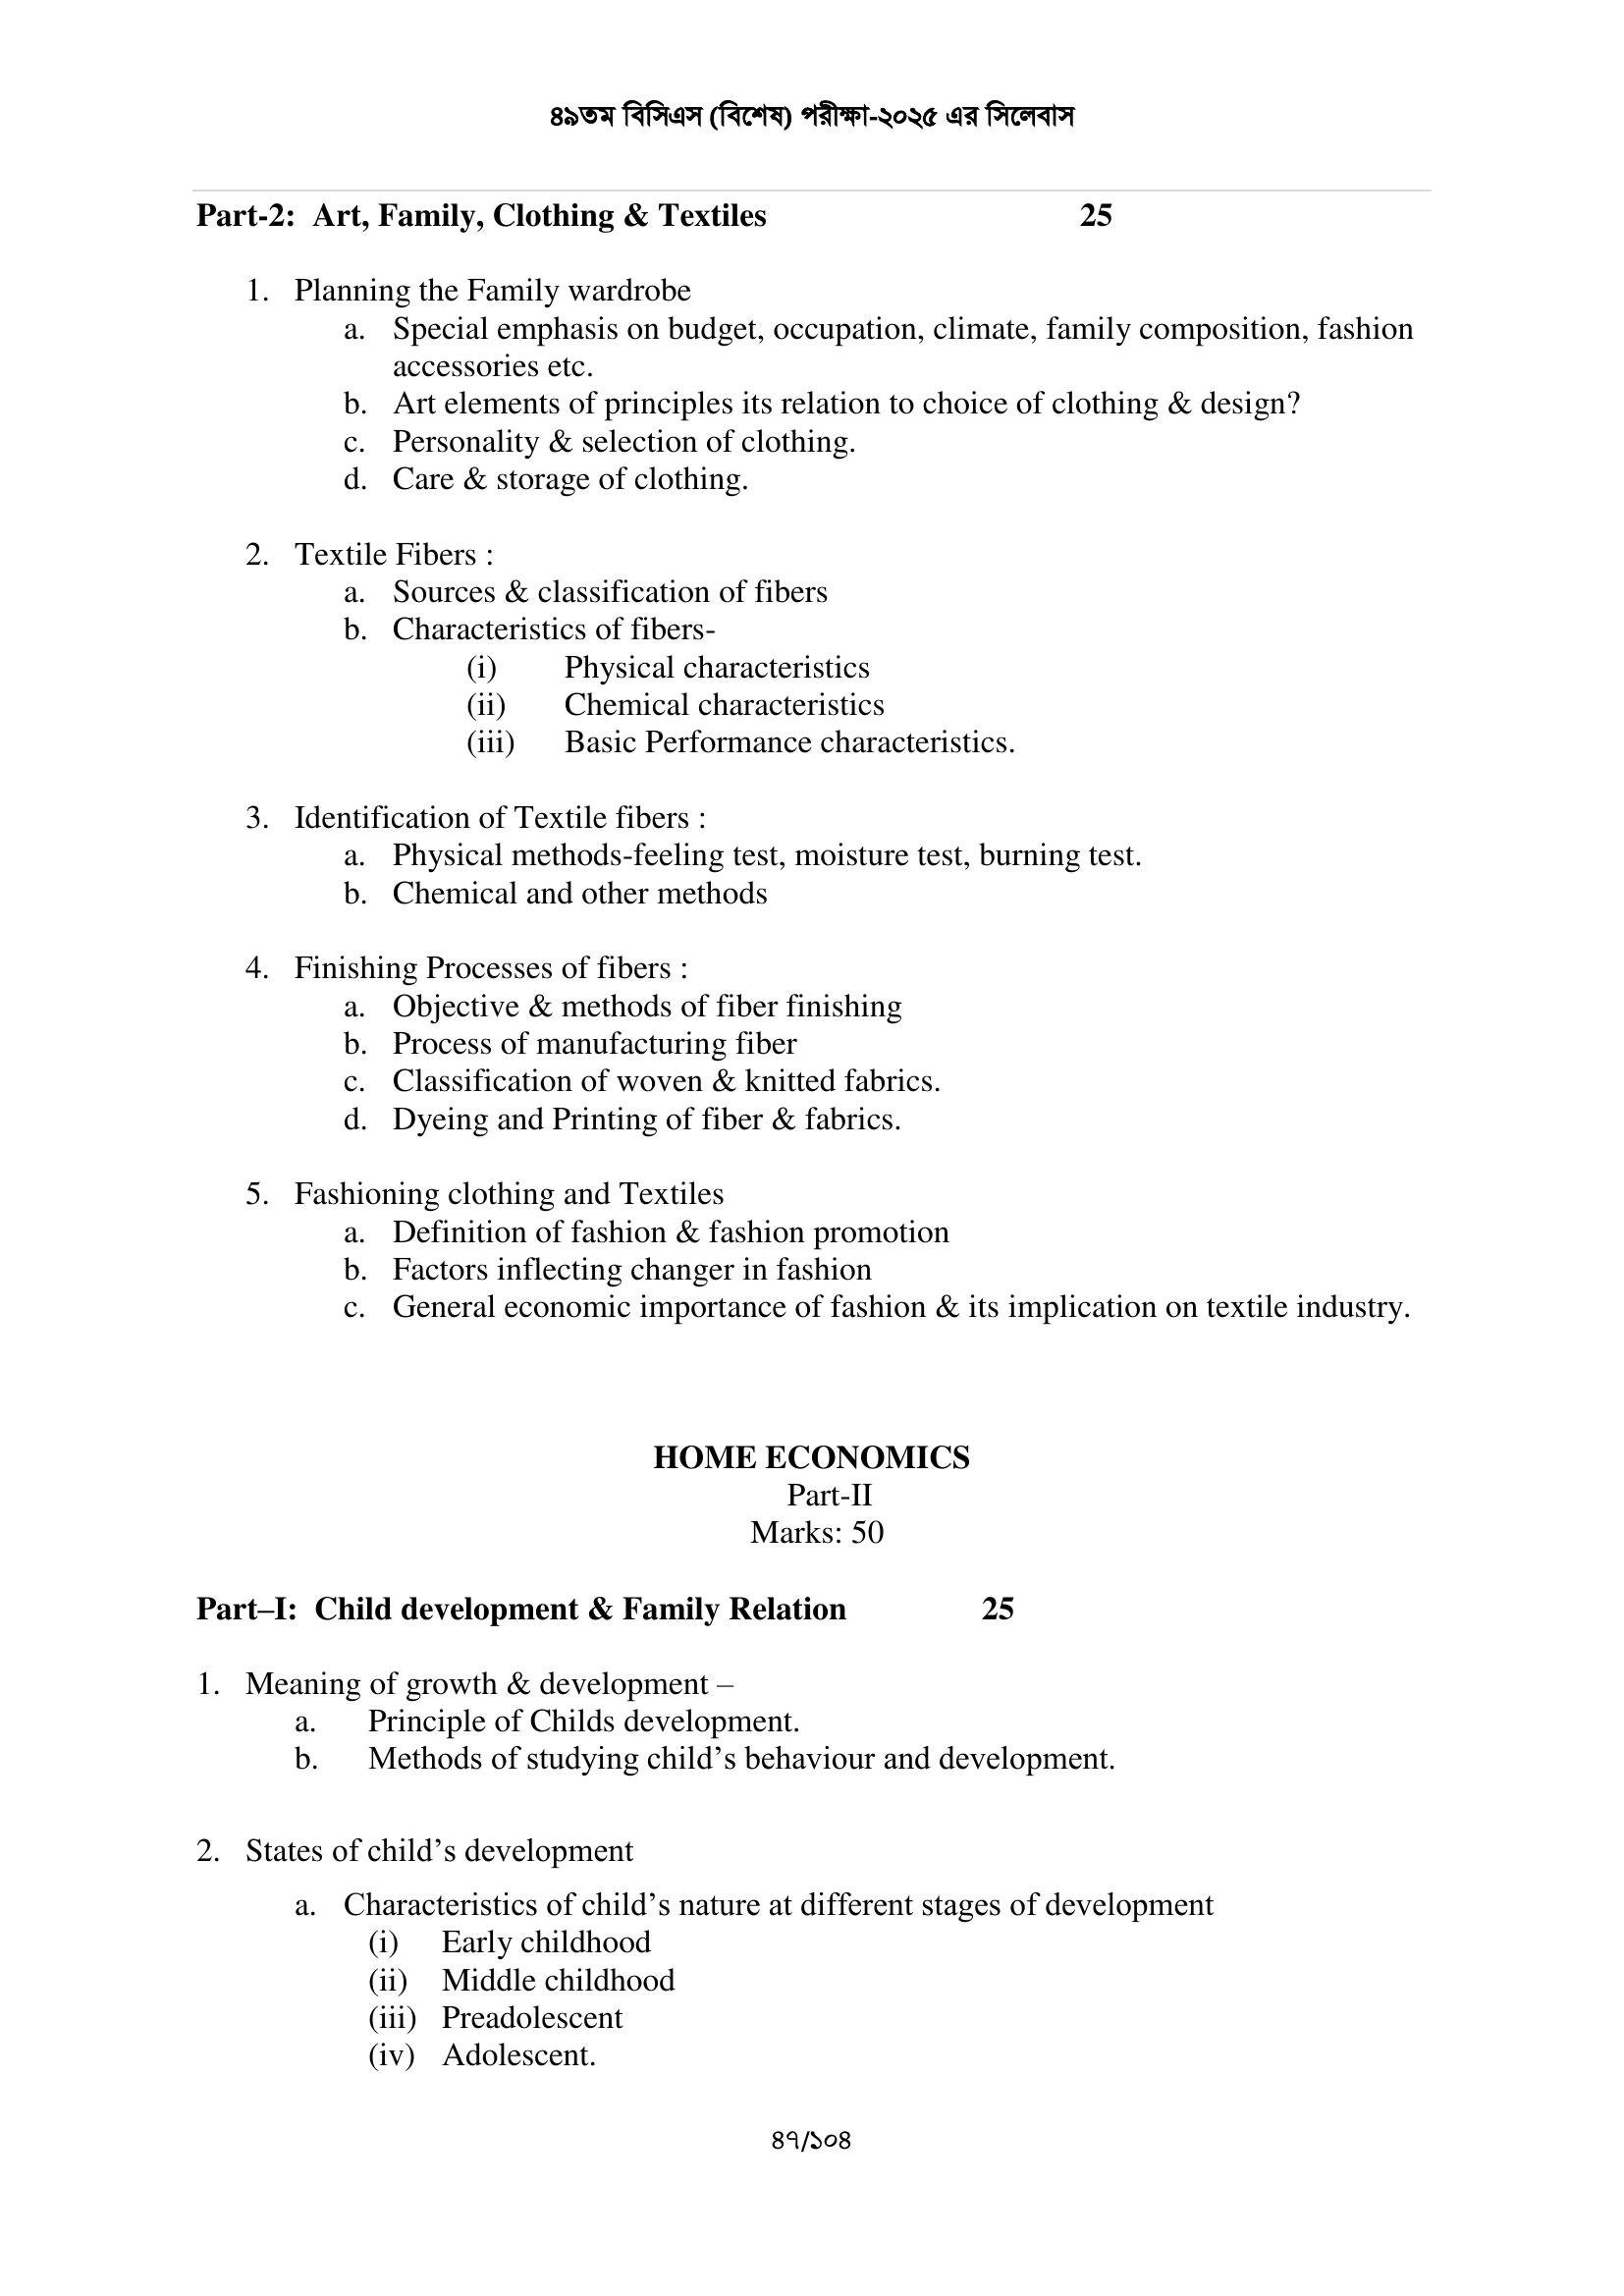 ৪৯তম বিসিএস (বিশেষ) পরীক্ষা-২০২৫ এর সিলেবাস
Part-2: Art, Family, Clothing & Textiles 25
1. Planning the Family wardrobe
a. Special emphasis on budget, occupation, climate, family composition, fashion
accessories etc.
b. Art elements of principles its relation to choice of clothing & design?
c. Personality & selection of clothing.
d. Care & storage of clothing.
2. Textile Fibers :
a. Sources & classification of fibers
b. Characteristics of fibers-
(i) Physical characteristics
(ii) Chemical characteristics
(iii) Basic Performance characteristics.
3. Identification of Textile fibers :
a. Physical methods-feeling test, moisture test, burning test.
b. Chemical and other methods
4. Finishing Processes of fibers :
a. Objective & methods of fiber finishing
b. Process of manufacturing fiber
c. Classification of woven & knitted fabrics.
d. Dyeing and Printing of fiber & fabrics.
5. Fashioning clothing and Textiles
a. Definition of fashion & fashion promotion
b. Factors inflecting changer in fashion
c. General economic importance of fashion & its implication on textile industry.
HOME ECONOMICS
Part-II
Marks: 50
Part–I: Child development & Family Relation 25
1. Meaning of growth & development –
a. Principle of Childs development.
b. Methods of studying child’s behaviour and development.
2. States of child’s development
a. Characteristics of child’s nature at different stages of development
(i) Early childhood
(ii) Middle childhood
(iii) Preadolescent
(iv) Adolescent.
৪৭/১০৪